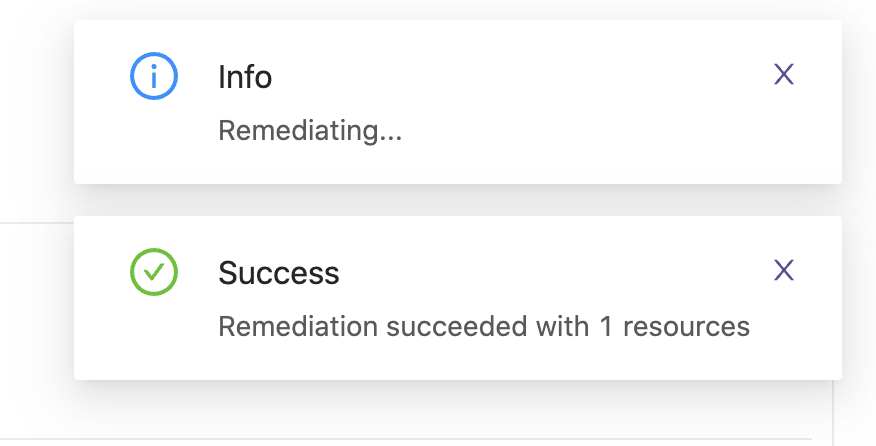 Info
Remediating...
Success
Remediation succeeded with 1 resources